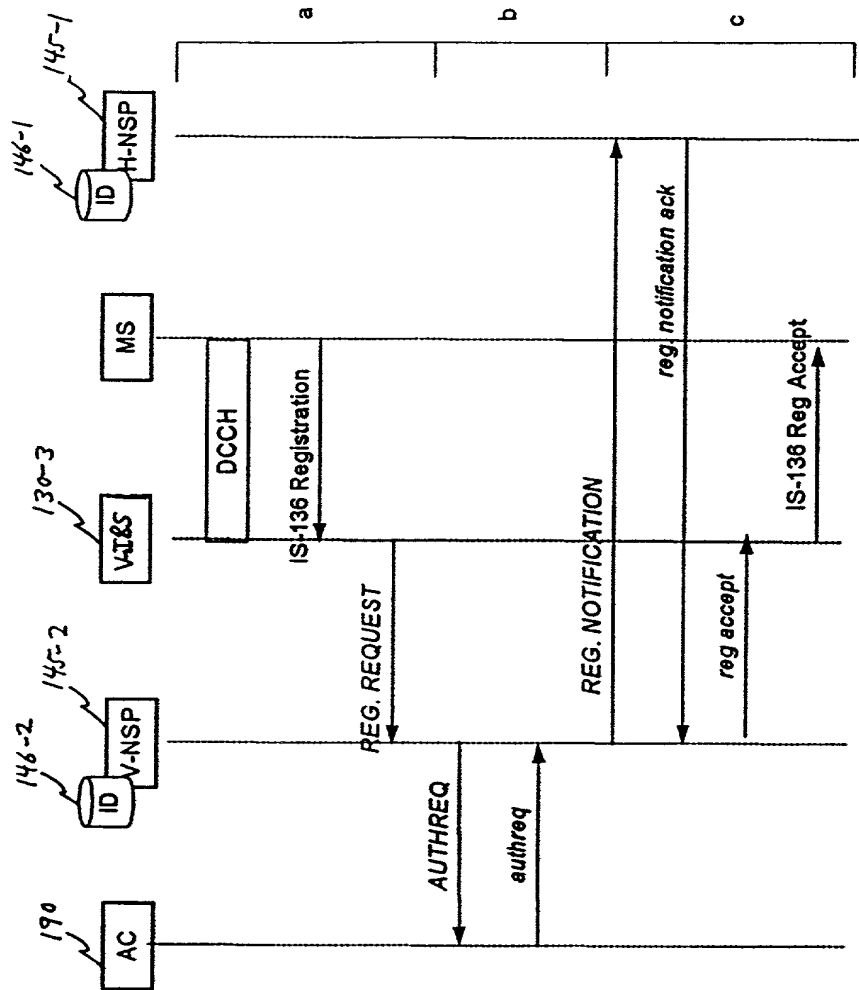 190
AC
146-2
ID
145-2
V-NSP
130-3
MS
146-1
ID
145-1
H-NSP
DCCH
IS-136 Registration
REG. REQUEST
a
AUTHREQ
authreq
b
REG. NOTIFICATION
reg. notification ack
reg accept
IS-136 Reg Accept
c